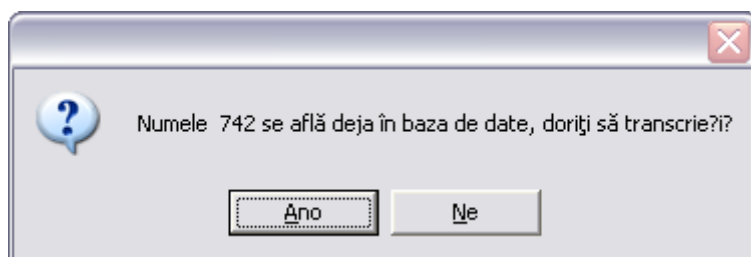 Numele  742 se află deja în baza de date, doriţi să transcrie?i?
Ano
Ne